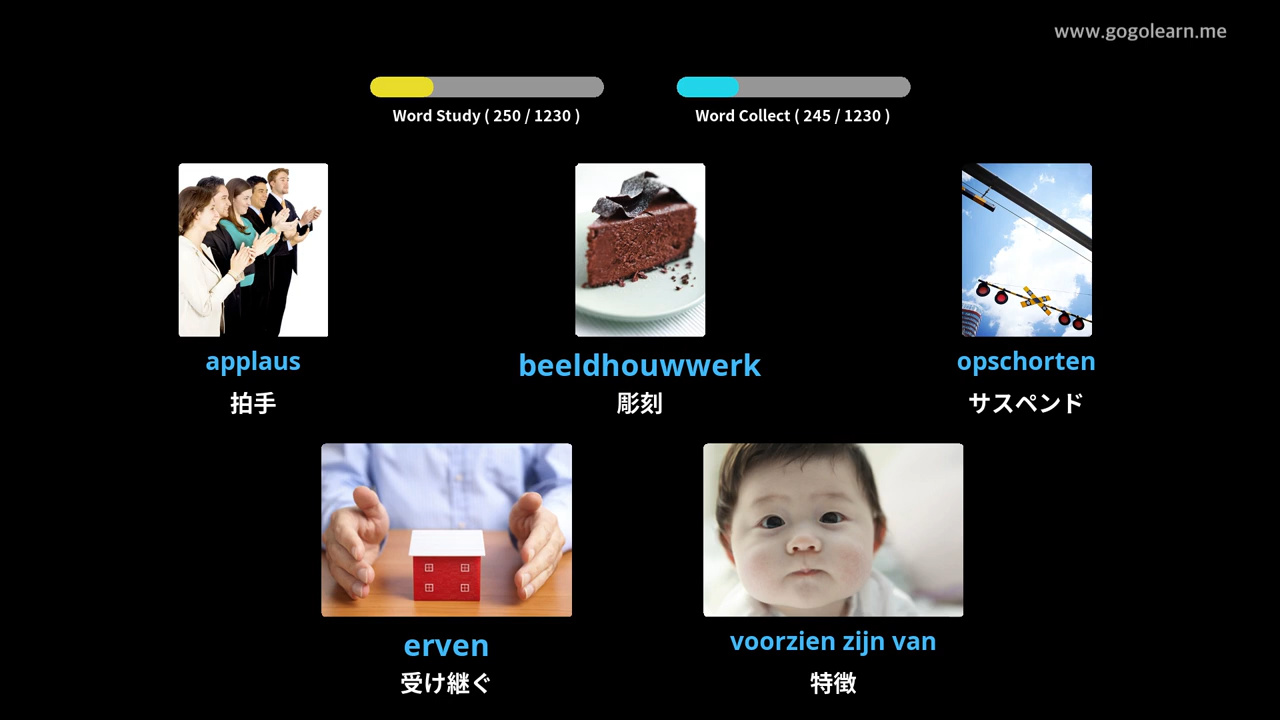 www.gogolearn.me
Word Study ( 250 / 1230 )
Word Collect ( 245 / 1230 )
applaus
拍手
beeldhouwwerk
彫刻
opschorten
サスペンド
erven
受け継ぐ
voorzien zijn van
特徴